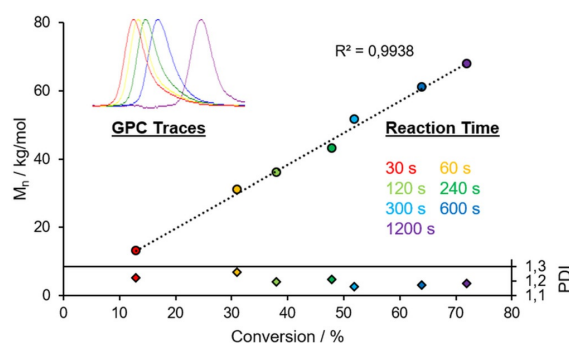 80
R² = 0,9938
60
GPC Traces
Reaction Time
Mn / kg/mol
40
30 s 60 s
120 s 240 s
300 s 600 s
1200 s
20
1,3
1,2
PDI
0
1,1
0 10 20 30 40 50 60 70 80
Conversion / %